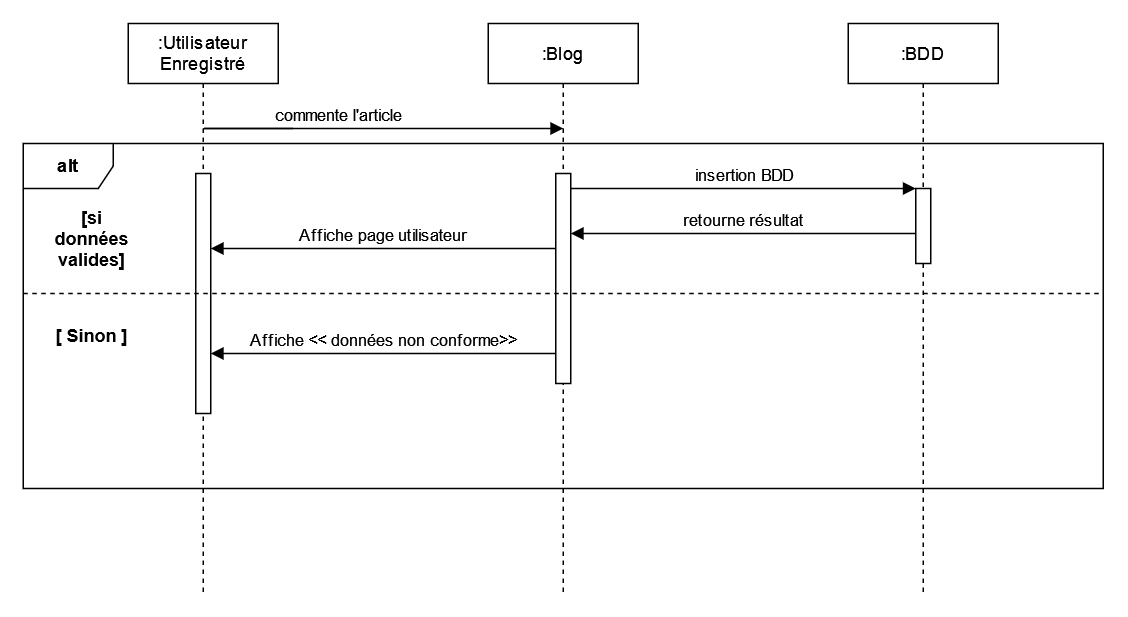 :Utilisateur
Enregistré
:Blog
:BDD
commente l'article
alt
insertion BDD
[si
données
valides]
retourne résultat
Affiche page utilisateur
[ Sinon ]
Affiche << données non conforme>>